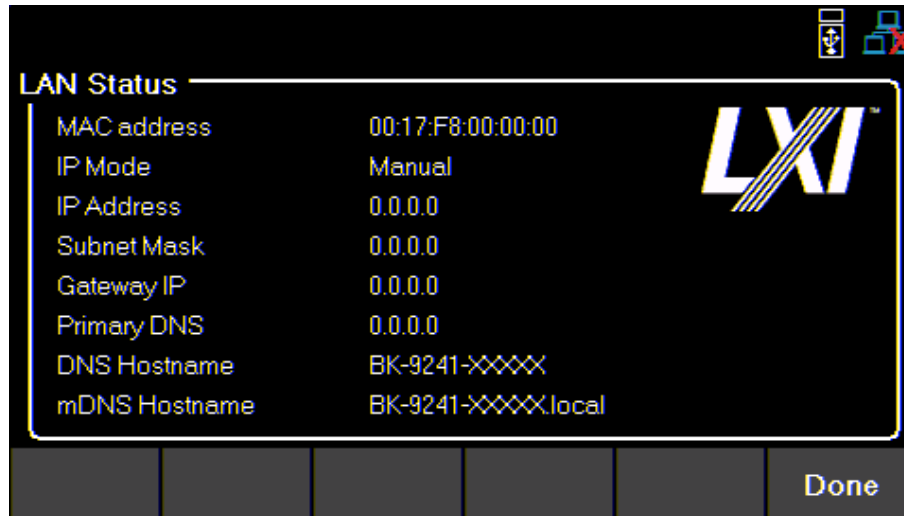 LAN Status
LXI™
MAC address 00:17:F8:00:00:00
IP Mode Manual
IP Address 0.0.0.0
Subnet Mask 0.0.0.0
Gateway IP 0.0.0.0
Primary DNS 0.0.0.0
DNS Hostname BK-9241-XXXXX
mDNS Hostname BK-9241-XXXXX.local
Done